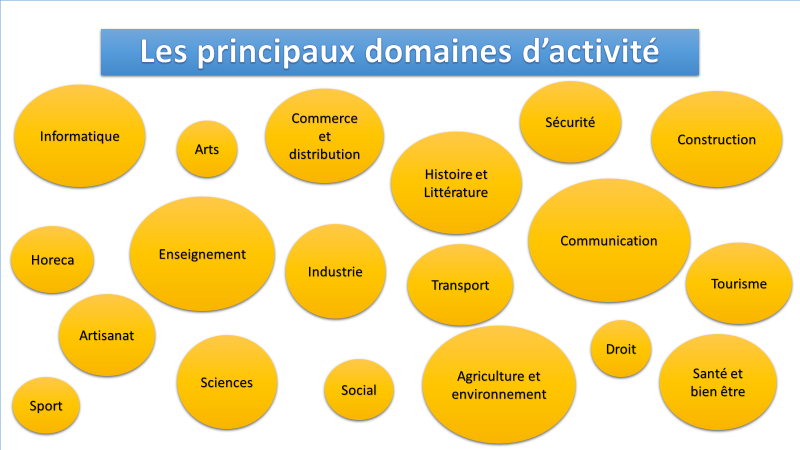 Les principaux domaines d’activité
Informatique
Arts
Commerce
et
distribution
Histoire et
Littérature
Sécurité
Construction
Horeca
Enseignement
Industrie
Transport
Communication
Tourisme
Artisanat
Sciences
Social
Agriculture et
environnement
Droit
Santé et
bien être
Sport